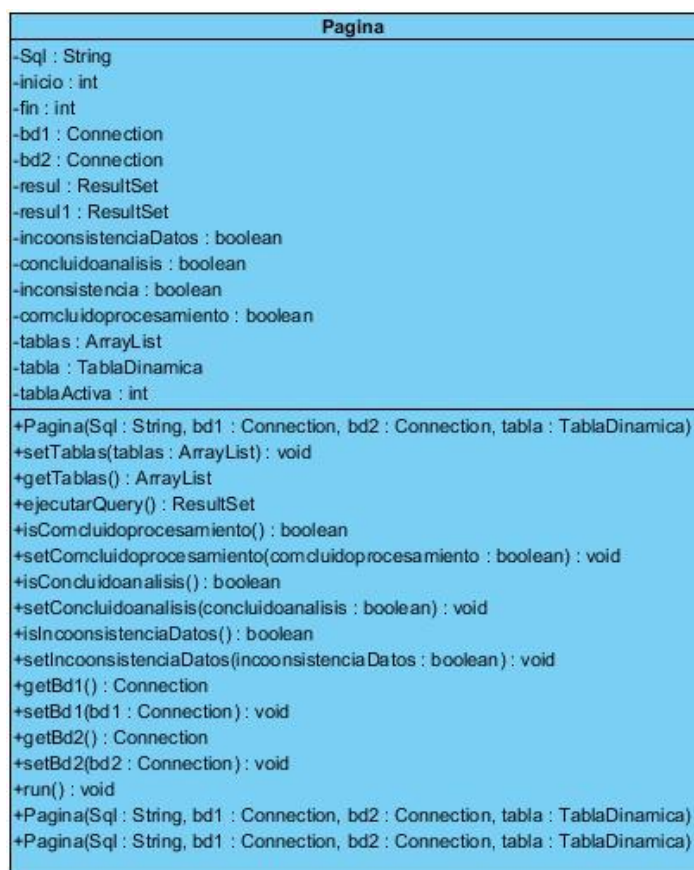 Pagina
-Sql : String
-inicio : int
-fin : int
-bd1 : Connection
-bd2 : Connection
-resul : ResultSet
-resul1 : ResultSet
-incoonsistenciaDatos : boolean
-concluidoanalisis : boolean
-inconsistencia : boolean
-comcluidoprocesamiento : boolean
-tablas : ArrayList
-tabla : TablaDinamica
-tablaActiva : int
+Pagina(Sql : String, bd1 : Connection, bd2 : Connection, tabla : TablaDinamica)
+setTablas(tablas : ArrayList) : void
+getTablas() : ArrayList
+ejecutarQuery() : ResultSet
+isComcluidoprocesamiento() : boolean
+setComcluidoprocesamiento(comcluidoprocesamiento : boolean) : void
+isConcluidoanalisis() : boolean
+setConcluidoanalisis(concluidoanalisis : boolean) : void
+isIncoonsistenciaDatos() : boolean
+setIncoonsistenciaDatos(incoonsistenciaDatos : boolean) : void
+getBd1() : Connection
+setBd1(bd1 : Connection) : void
+getBd2() : Connection
+setBd2(bd2 : Connection) : void
+run() : void
+Pagina(Sql : String, bd1 : Connection, bd2 : Connection, tabla : TablaDinamica)
+Pagina(Sql : String, bd1 : Connection, bd2 : Connection, tabla : TablaDinamica)